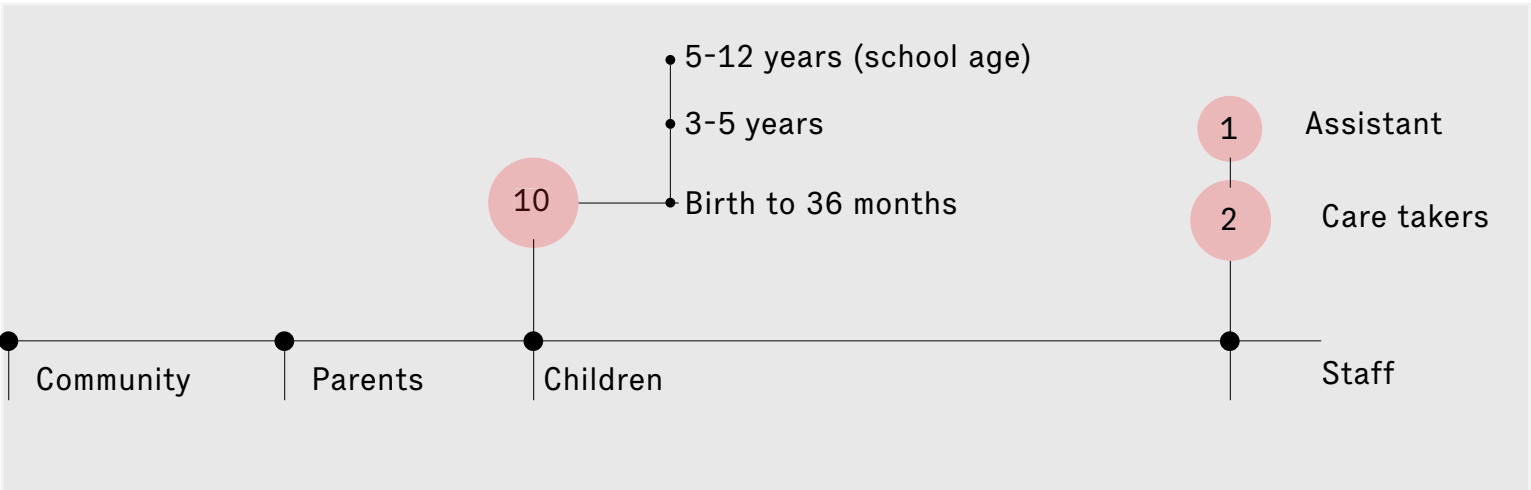 5-12 years (school age)
3-5 years
1 Assistant
10
Birth to 36 months
2 Care takers
Community
Parents
Children
Staff